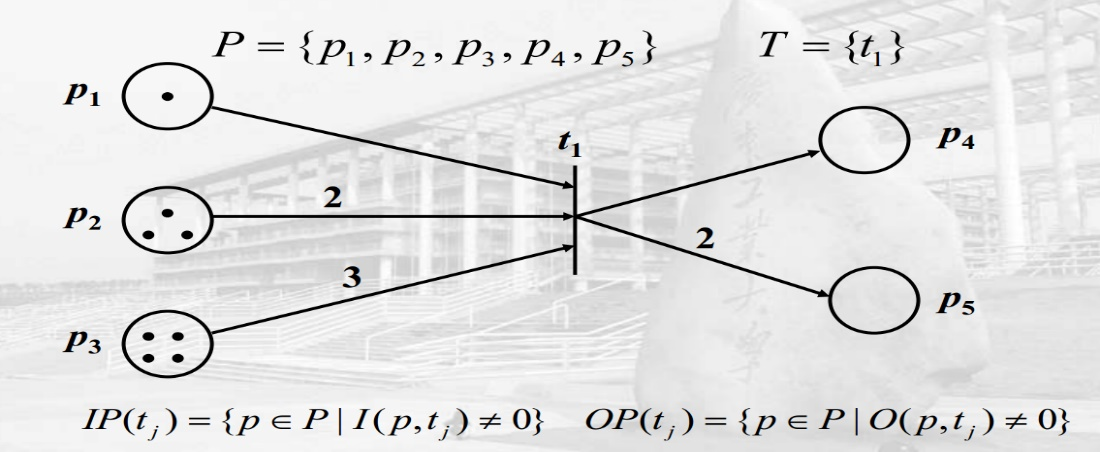 P = {p₁, p₂, p₃, p₄, p₅}
T = {t₁}
p₁
t₁
p₄
p₂
2
2
3
p₅
p₃
IP(tⱼ) = {p ∈ P | I(p, tⱼ) ≠ 0}
OP(tⱼ) = {p ∈ P | O(p, tⱼ) ≠ 0}